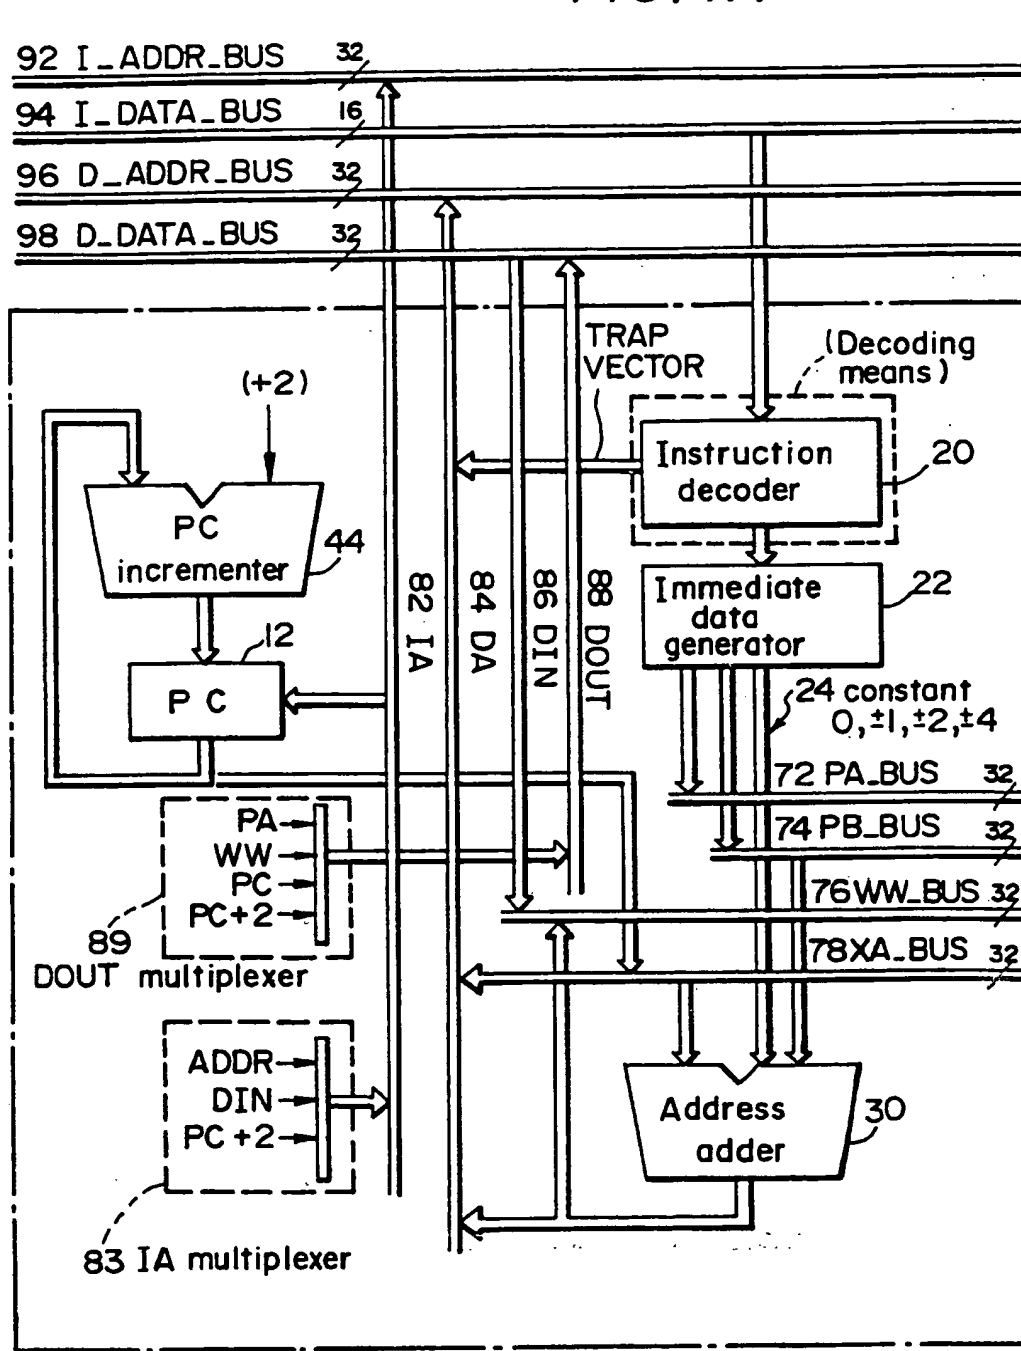 92 I_ADDR_BUS 32
94 I_DATA_BUS 16
96 D_ADDR_BUS 32
98 D_DATA_BUS 32
TRAP
VECTOR
(Decoding
means)
(+2)
Instruction
decoder
20
PC
incrementer
44
82 IA
84 DA
86 DIN
88 DOUT
Immediate
data
generator
22
12
PC
24 constant
0,±1,±2,±4
72 PA_BUS 32
74 PB_BUS 32
76 WW_BUS 32
78 XA_BUS 32
PA
WW
PC
PC+2
89
DOUT multiplexer
ADDR
DIN
PC+2
83 IA multiplexer
Address
adder
30